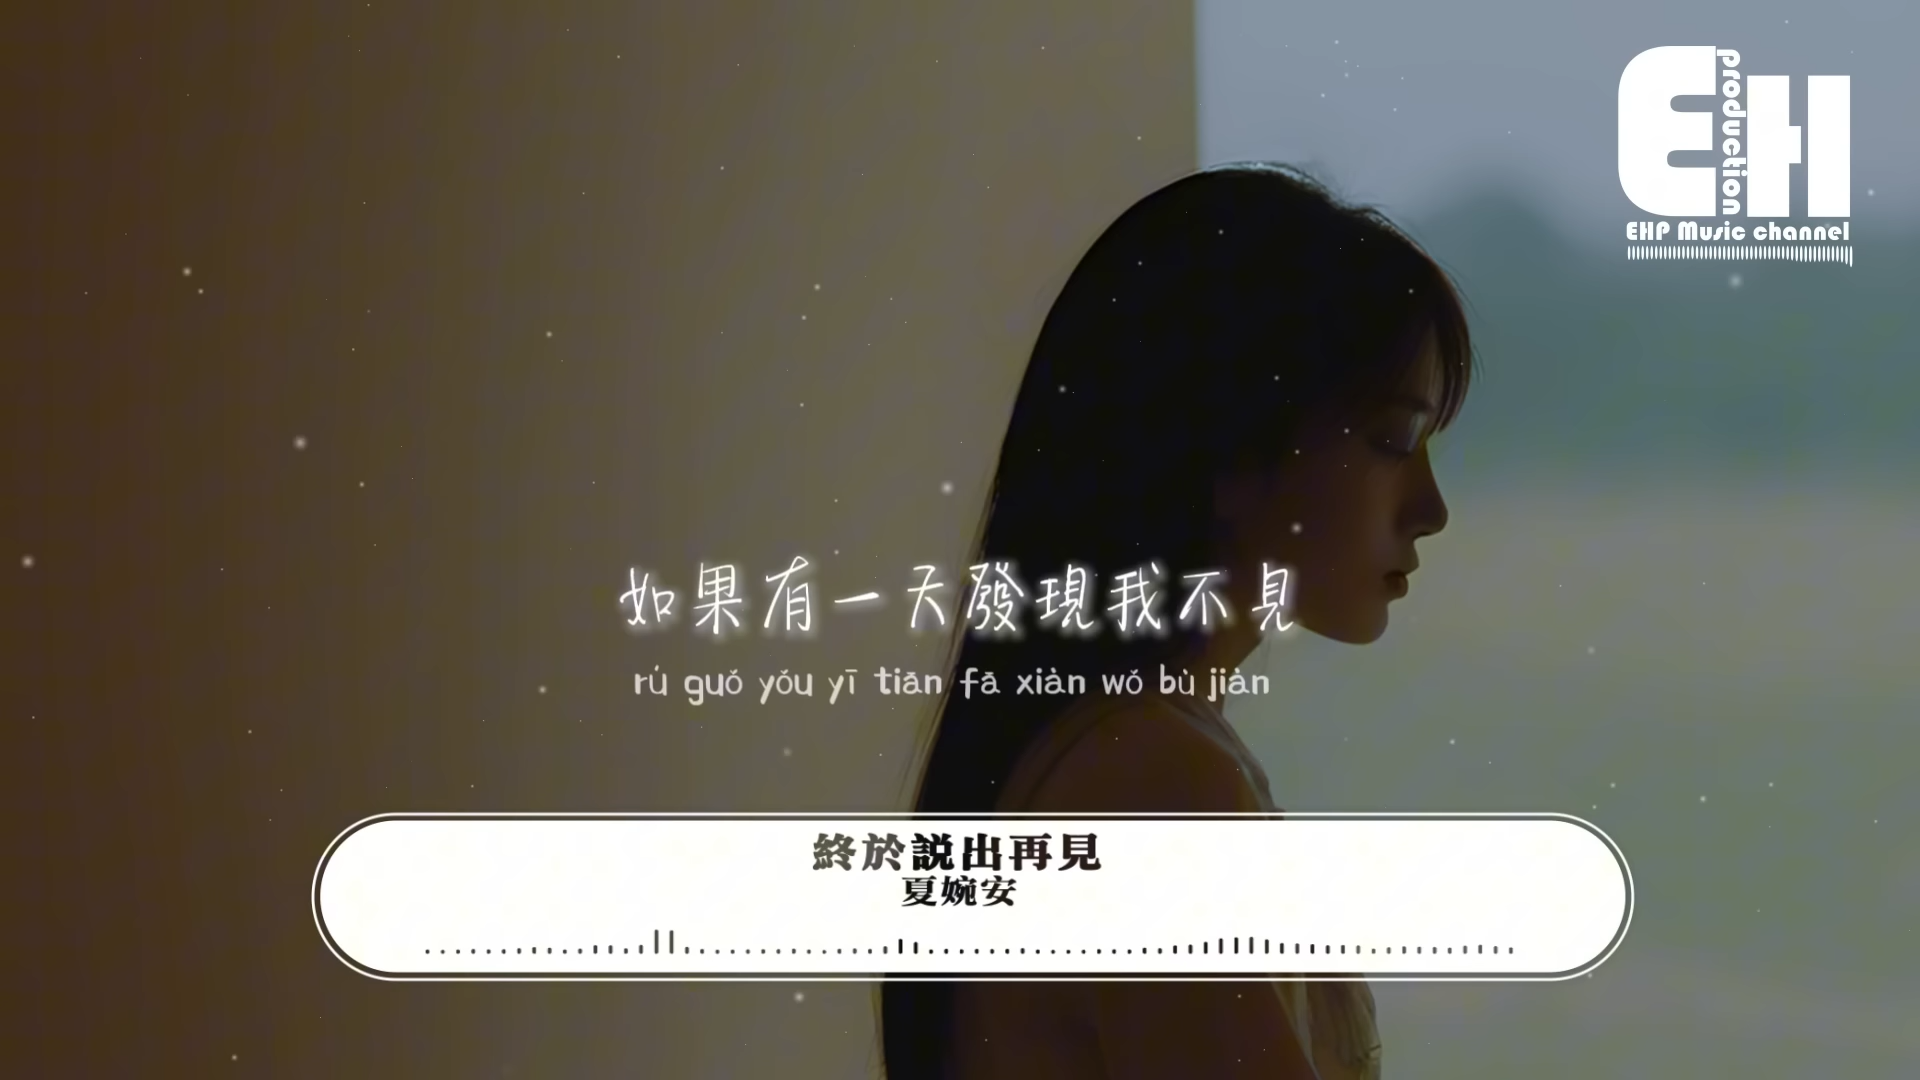 EH
production
EHP Music channel
如果有一天發現我不見
rú guǒ yǒu yī tiān fā xiàn wǒ bù jiàn
終於説出再見
夏婉安